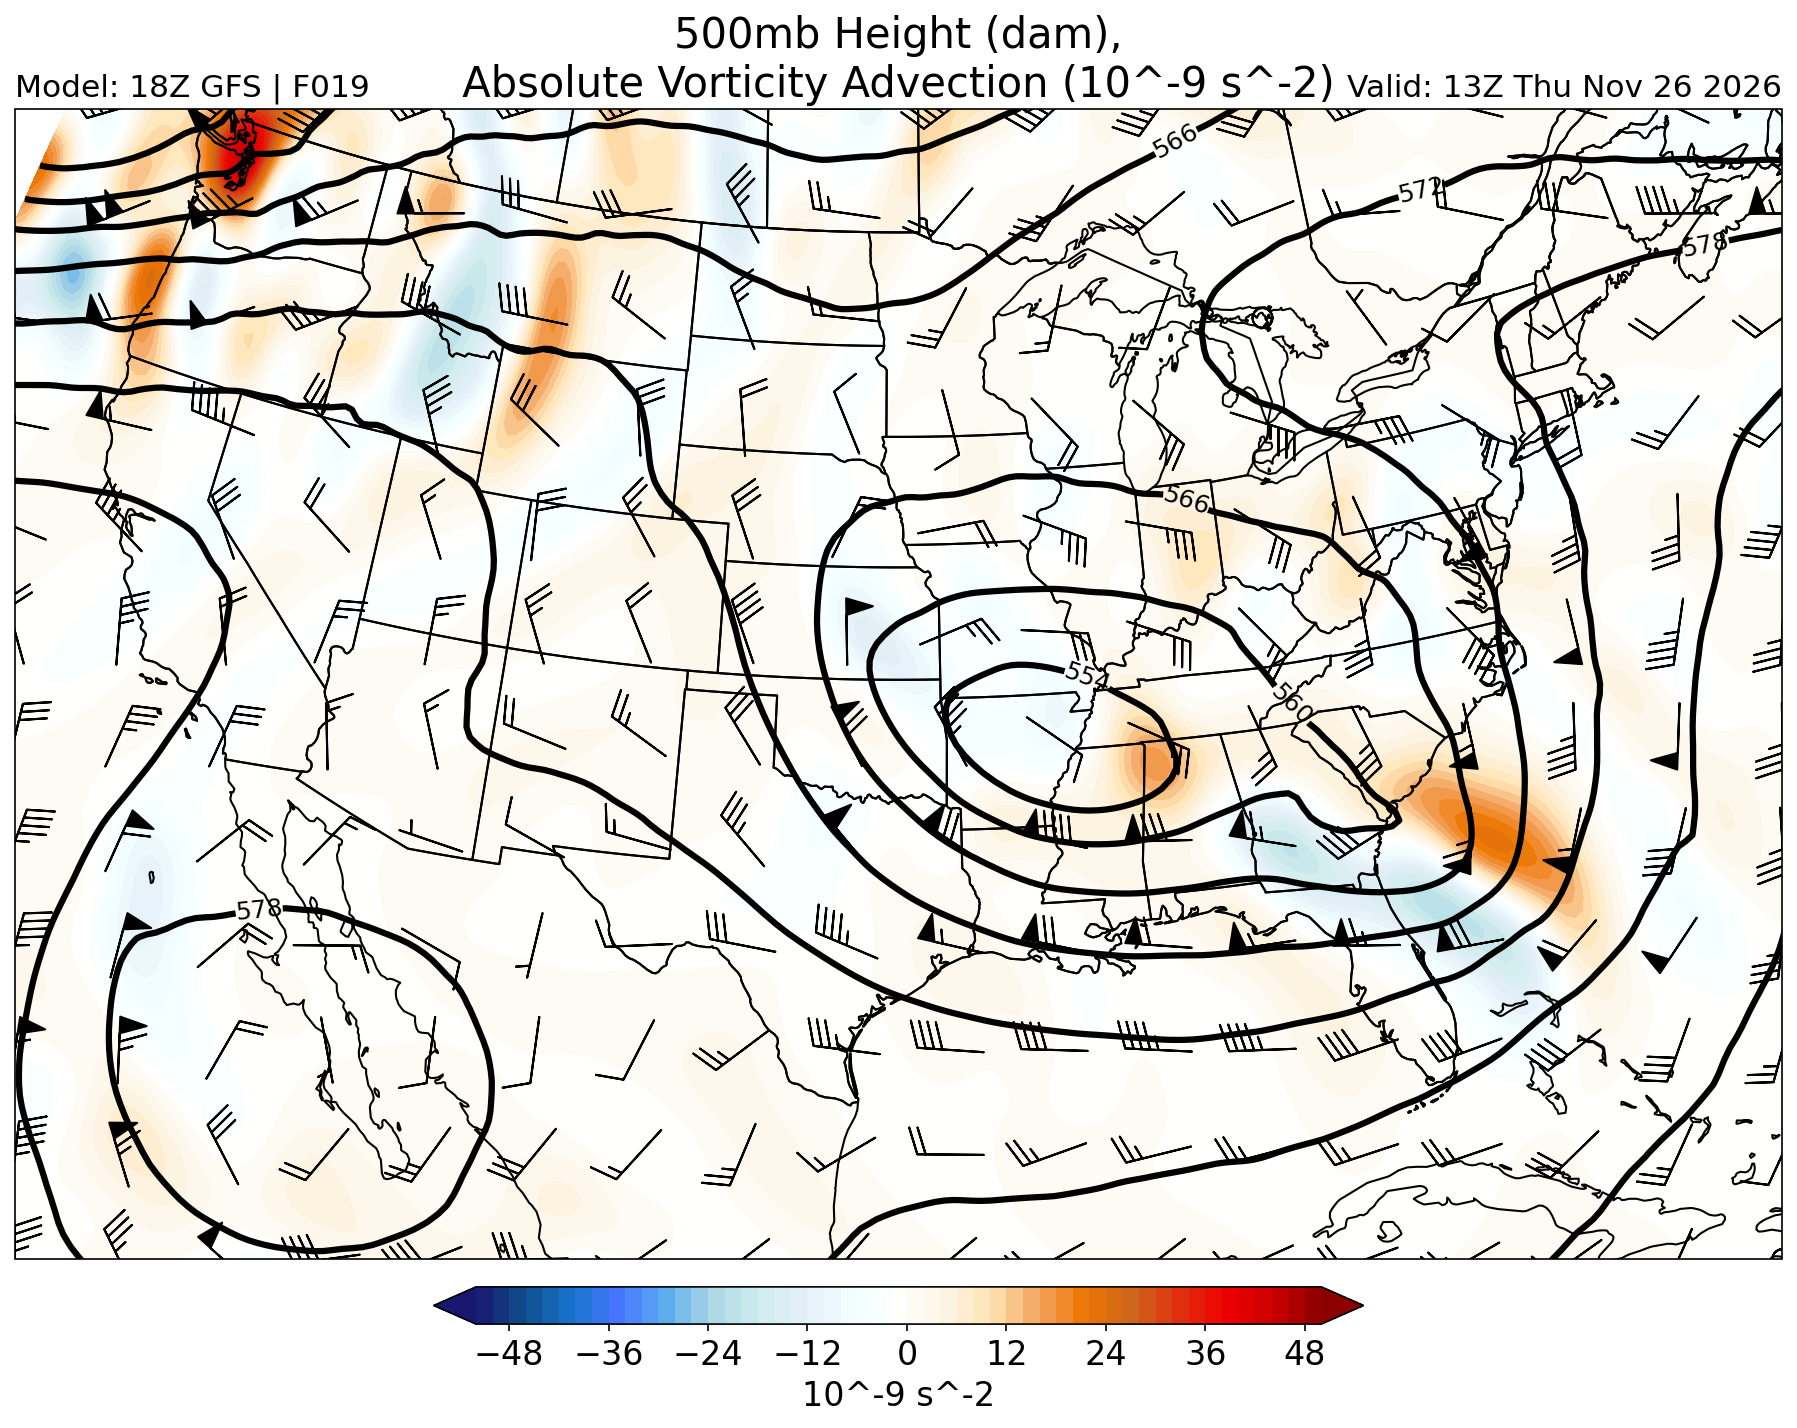 500mb Height (dam),
Model: 18Z GFS | F019
Absolute Vorticity Advection (10^-9 s^-2)
Valid: 13Z Thu Nov 26 2026
566
572
578
566
554
560
578
−48 −36 −24 −12 0 12 24 36 48
10^-9 s^-2